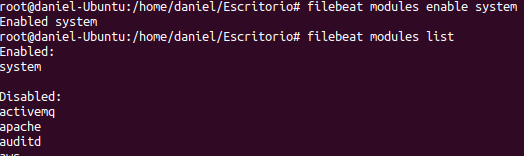 root@daniel-Ubuntu:/home/daniel/Escritorio# filebeat modules enable system
Enabled system
root@daniel-Ubuntu:/home/daniel/Escritorio# filebeat modules list
Enabled:
system
Disabled:
activemq
apache
auditd